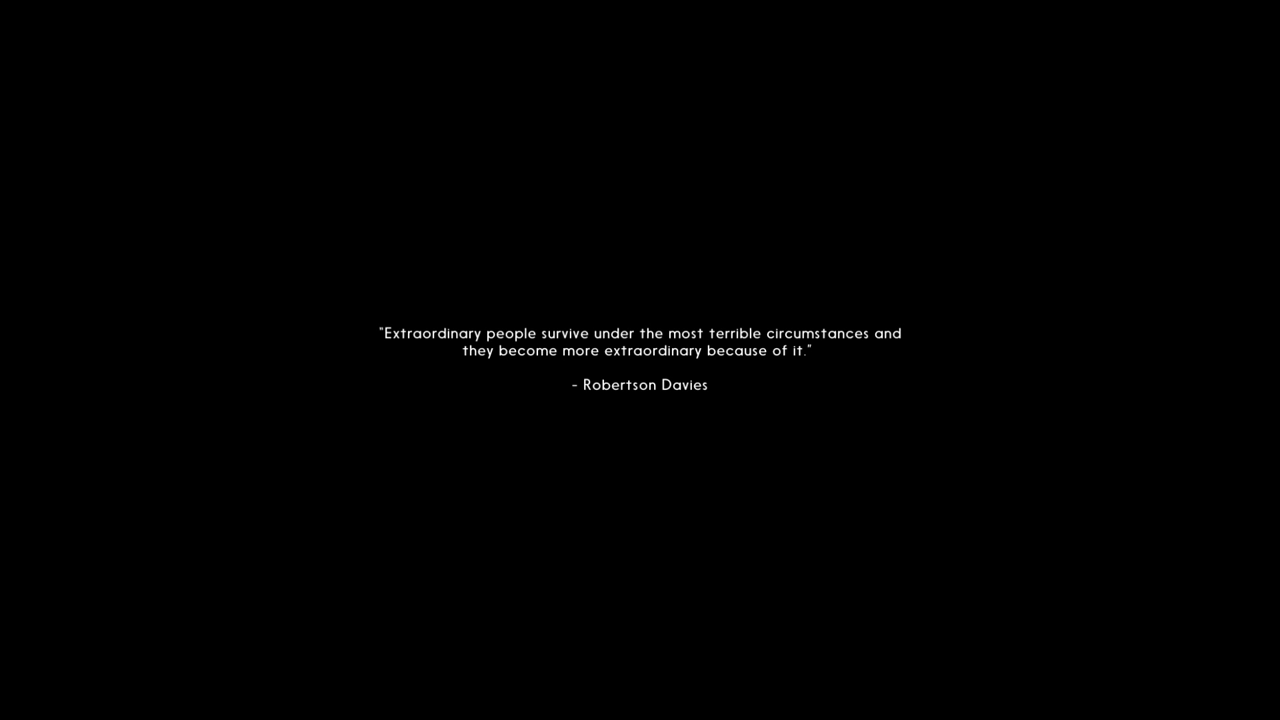 "Extraordinary people survive under the most terrible circumstances and
they become more extraordinary because of it."
- Robertson Davies